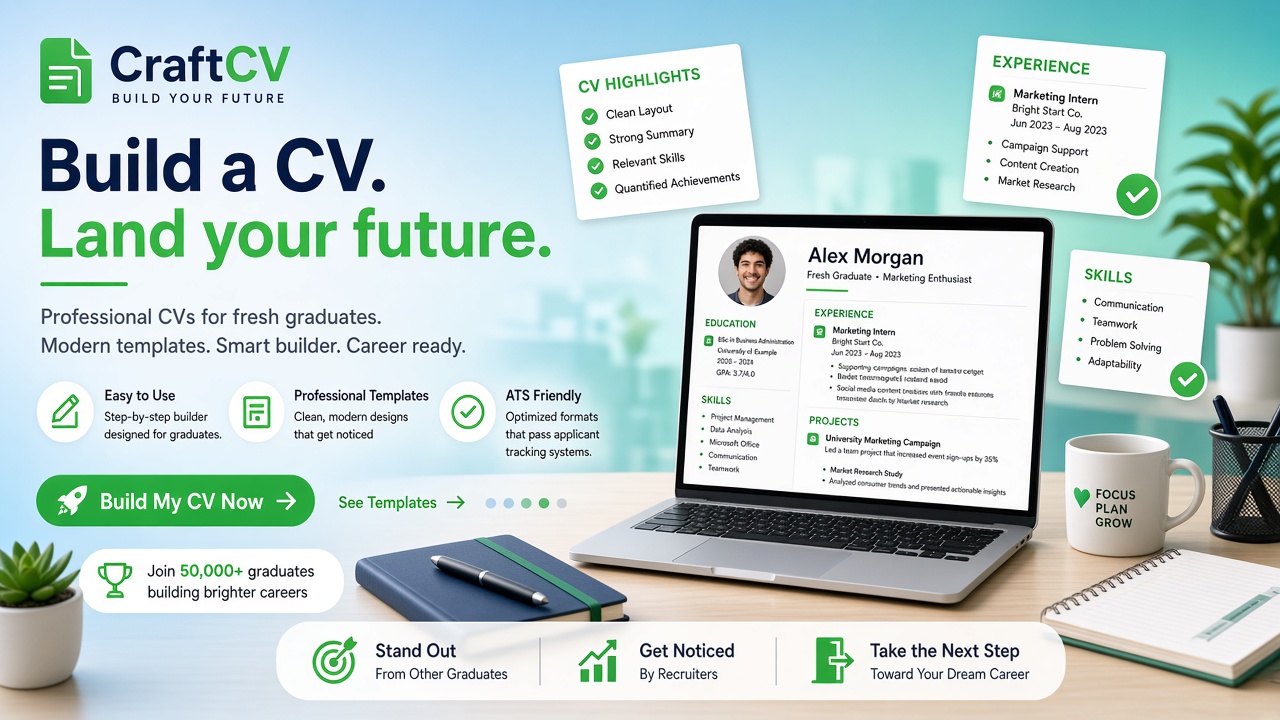 CraftCV
BUILD YOUR FUTURE
Build a CV.
Land your future.
Professional CVs for fresh graduates.
Modern templates. Smart builder. Career ready.
Easy to Use
Step-by-step builder
designed for graduates.
Professional Templates
Clean, modern designs
that get noticed
ATS Friendly
Optimized formats
that pass applicant
tracking systems.
Build My CV Now
See Templates
Join 50,000+ graduates
building brighter careers
CV HIGHLIGHTS
Clean Layout
Strong Summary
Relevant Skills
Quantified Achievements
EXPERIENCE
Marketing Intern
Bright Start Co.
Jun 2023 – Aug 2023
• Campaign Support
• Content Creation
• Market Research
SKILLS
• Communication
• Teamwork
• Problem Solving
• Adaptability
Alex Morgan
Fresh Graduate • Marketing Enthusiast
EDUCATION
BSc in Business Administration
University of Example
GPA: 3.7/4.0
SKILLS
• Project Management
• Data Analysis
• Microsoft Office
• Communication
• Teamwork
EXPERIENCE
Marketing Intern
Bright Start Co.
Jun 2023 – Aug 2023
PROJECTS
University Marketing Campaign
Led a team project that increased event sign-ups by 35%
• Market Research Study
• Analyzed consumer trends and presented actionable insights
FOCUS
PLAN
GROW
Stand Out
From Other Graduates
Get Noticed
By Recruiters
Take the Next Step
Toward Your Dream Career